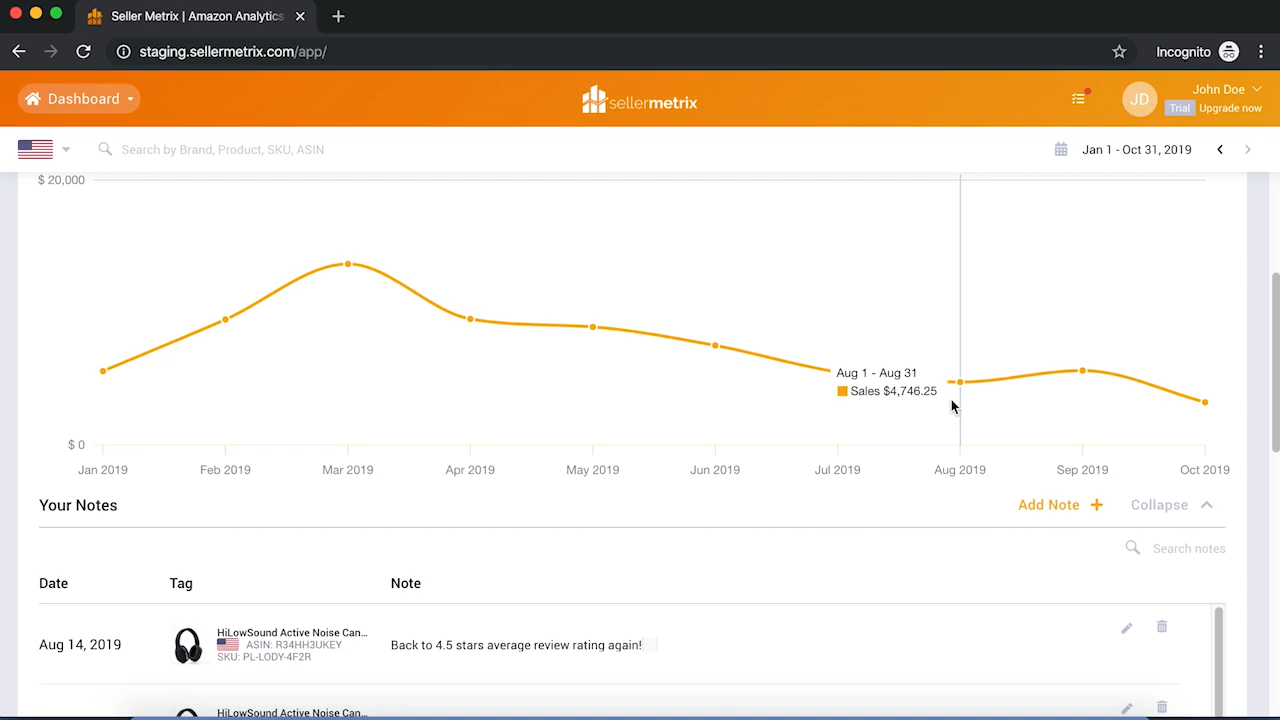 Seller Metrix | Amazon Analytics
staging.sellermetrix.com/app/
Incognito
Dashboard
sellermetrix
JD
John Doe
Trial
Upgrade now
Search by Brand, Product, SKU, ASIN
Jan 1 - Oct 31, 2019
$ 20,000
Aug 1 - Aug 31
Sales $4,746.25
$ 0
Jan 2019 Feb 2019 Mar 2019 Apr 2019 May 2019 Jun 2019 Jul 2019 Aug 2019 Sep 2019 Oct 2019
Your Notes
Add Note +
Collapse
Search notes
Date Tag Note
HiLowSound Active Noise Can...
Aug 14, 2019
ASIN: R34HH3UKEY
Back to 4.5 stars average review rating again!
SKU: PL-LODY-4F2R
HiLowSound Active Noise Can...